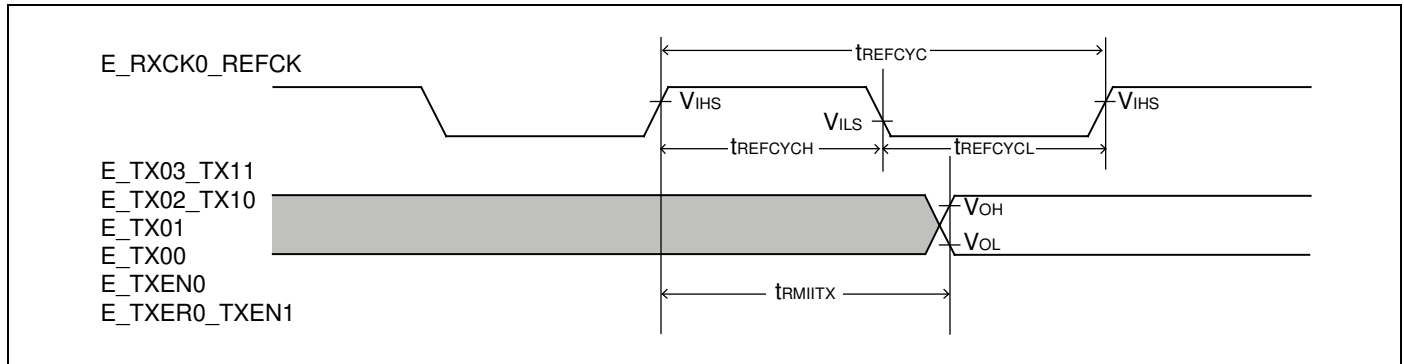 E_RXCK0_REFCK
tREFCYC
VIHS
VILS
VIHS
tREFCYCH
tREFCYCL
E_TX03_TX11
E_TX02_TX10
E_TX01
E_TX00
E_TXEN0
E_TXER0_TXEN1
VOH
VOL
tRMIITX